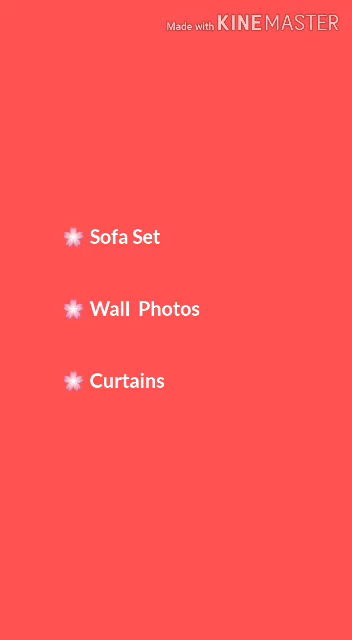 Made with KINEMASTER
🌸 Sofa Set
🌸 Wall Photos
🌸 Curtains